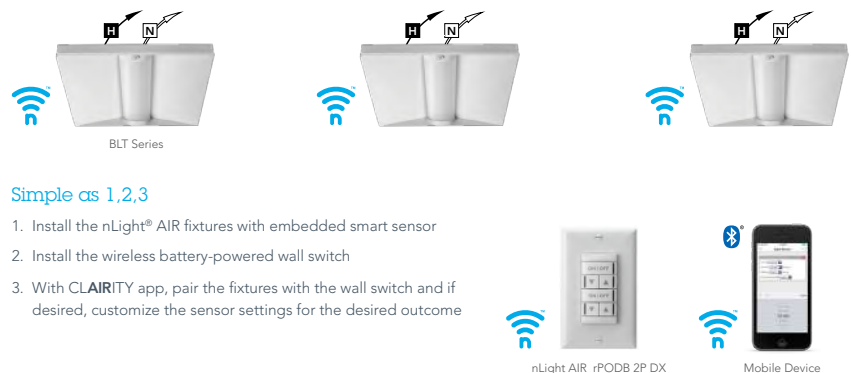 H N H N H N
n n n
BLT Series
Simple as 1,2,3
1. Install the nLight® AIR fixtures with embedded smart sensor
2. Install the wireless battery-powered wall switch
3. With CLAIRITY app, pair the fixtures with the wall switch and if
desired, customize the sensor settings for the desired outcome
ON/OFF
ON/OFF
n n
nLight AIR rPODB 2P DX Mobile Device